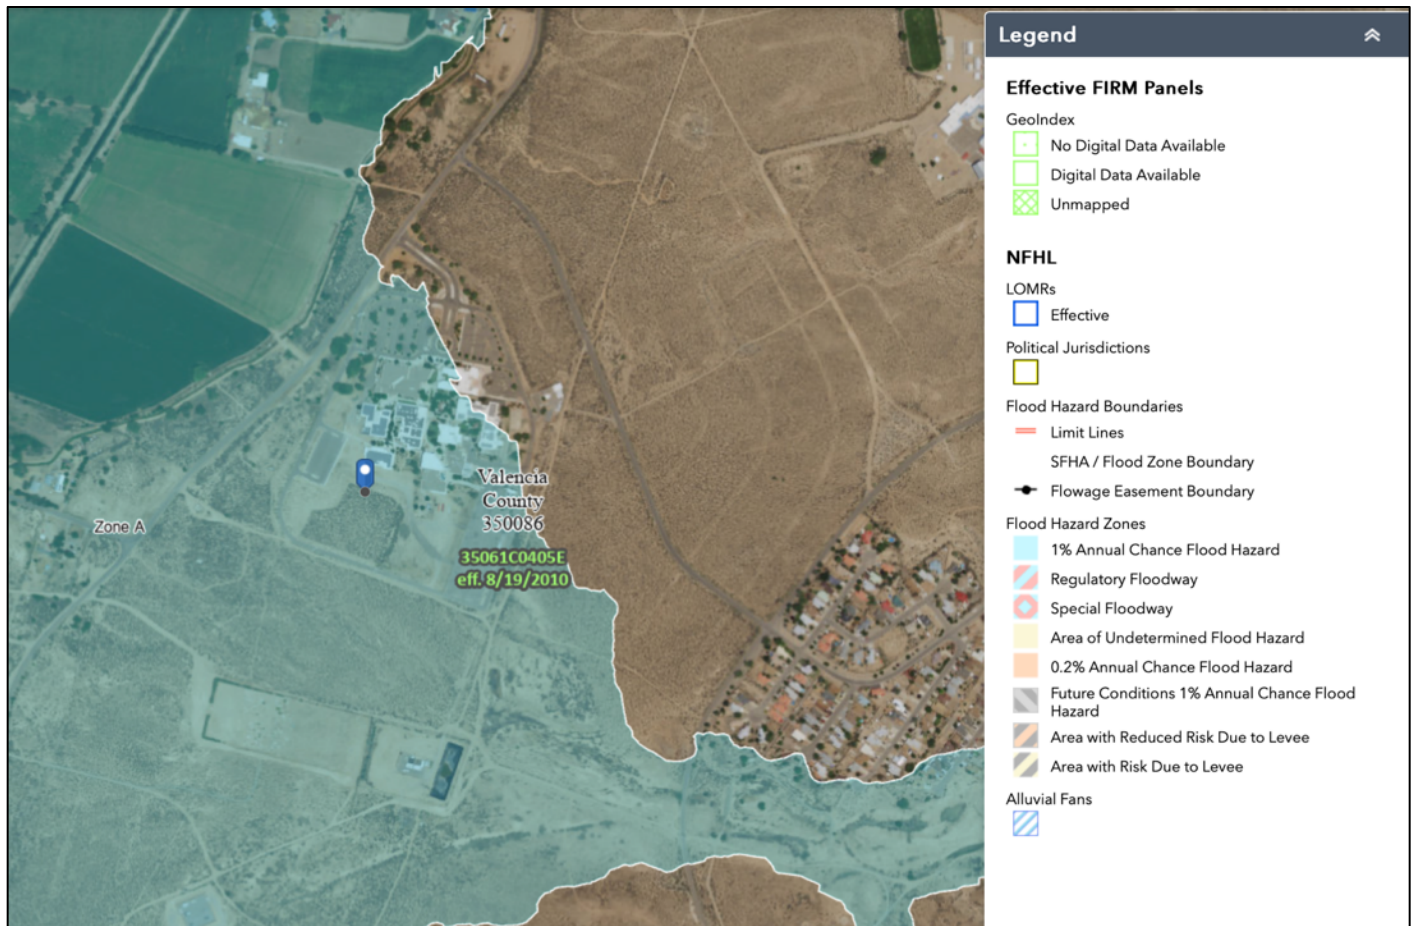 Zone A
Valencia
County
350086
35061C0405E
eff. 8/19/2010
Legend
Effective FIRM Panels
GeoIndex
No Digital Data Available
Digital Data Available
Unmapped
NFHL
LOMRs
Effective
Political Jurisdictions
Flood Hazard Boundaries
Limit Lines
SFHA / Flood Zone Boundary
Flowage Easement Boundary
Flood Hazard Zones
1% Annual Chance Flood Hazard
Regulatory Floodway
Special Floodway
Area of Undetermined Flood Hazard
0.2% Annual Chance Flood Hazard
Future Conditions 1% Annual Chance Flood
Hazard
Area with Reduced Risk Due to Levee
Area with Risk Due to Levee
Alluvial Fans